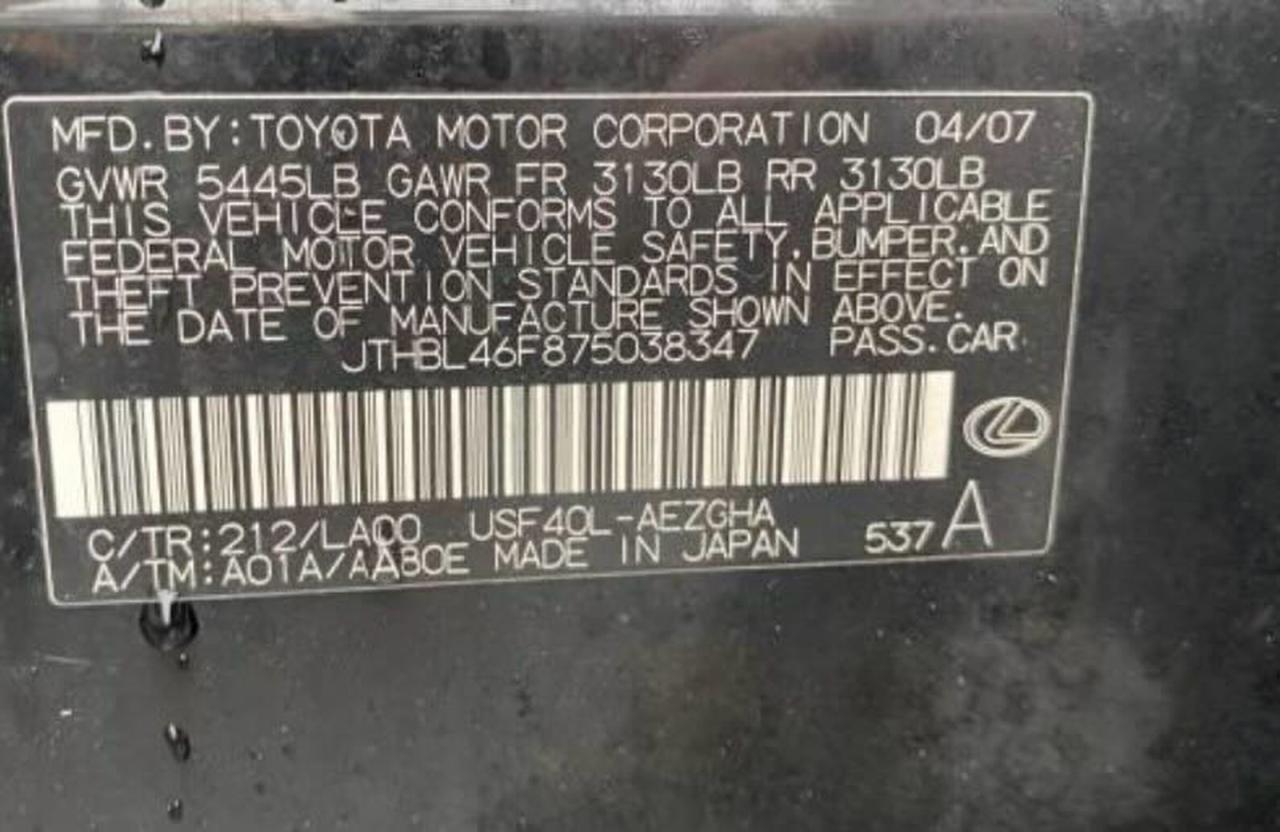 MFD.BY:TOYOTA MOTOR CORPORATION 04/07
GVWR 5445LB GAWR FR 3130LB RR 3130LB
THIS VEHICLE CONFORMS TO ALL APPLICABLE
FEDERAL MOTOR VEHICLE SAFETY,BUMPER,AND
THEFT PREVENTION STANDARDS IN EFFECT ON
THE DATE OF MANUFACTURE SHOWN ABOVE.
JTHBL46F875038347 PASS.CAR
C/TR:212/LA00 USF40L-AEZGHA
A/TM:A01A/AA80E MADE IN JAPAN 537A